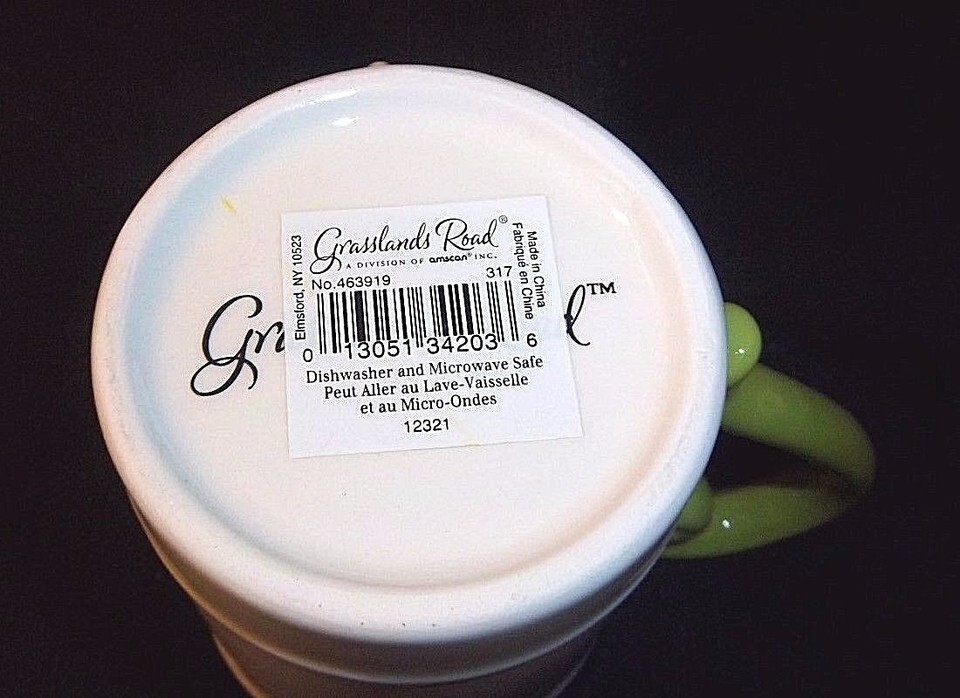 Grasslands Road®
A DIVISION OF amscan® INC.
Elmsford, NY 10523
Made in China
Fabriqué en Chine
No.463919 317
0 13051 34203 6
Dishwasher and Microwave Safe
Peut Aller au Lave-Vaisselle
et au Micro-Ondes
12321
Gra d™